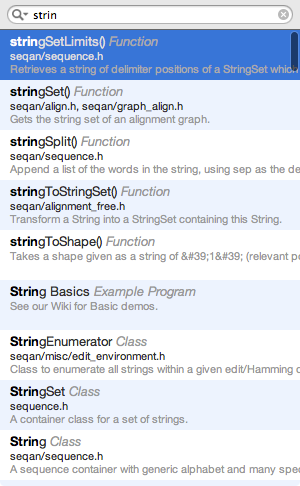 strin
stringSetLimits() Function
seqan/sequence.h
Retrieves a string of delimiter positions of a StringSet which
stringSet() Function
seqan/align.h, seqan/graph_align.h
Gets the string set of an alignment graph.
stringSplit() Function
seqan/sequence.h
Append a list of the words in the string, using sep as the de
stringToStringSet() Function
seqan/alignment_free.h
Transform a String into a StringSet containing this String.
stringToShape() Function
Takes a shape given as a string of &#39;1&#39; (relevant po
String Basics Example Program
See our Wiki for Basic demos.
StringEnumerator Class
seqan/misc/edit_environment.h
Class to enumerate all strings within a given edit/Hamming d
StringSet Class
sequence.h
A container class for a set of strings.
String Class
seqan/sequence.h
A sequence container with generic alphabet and many spe